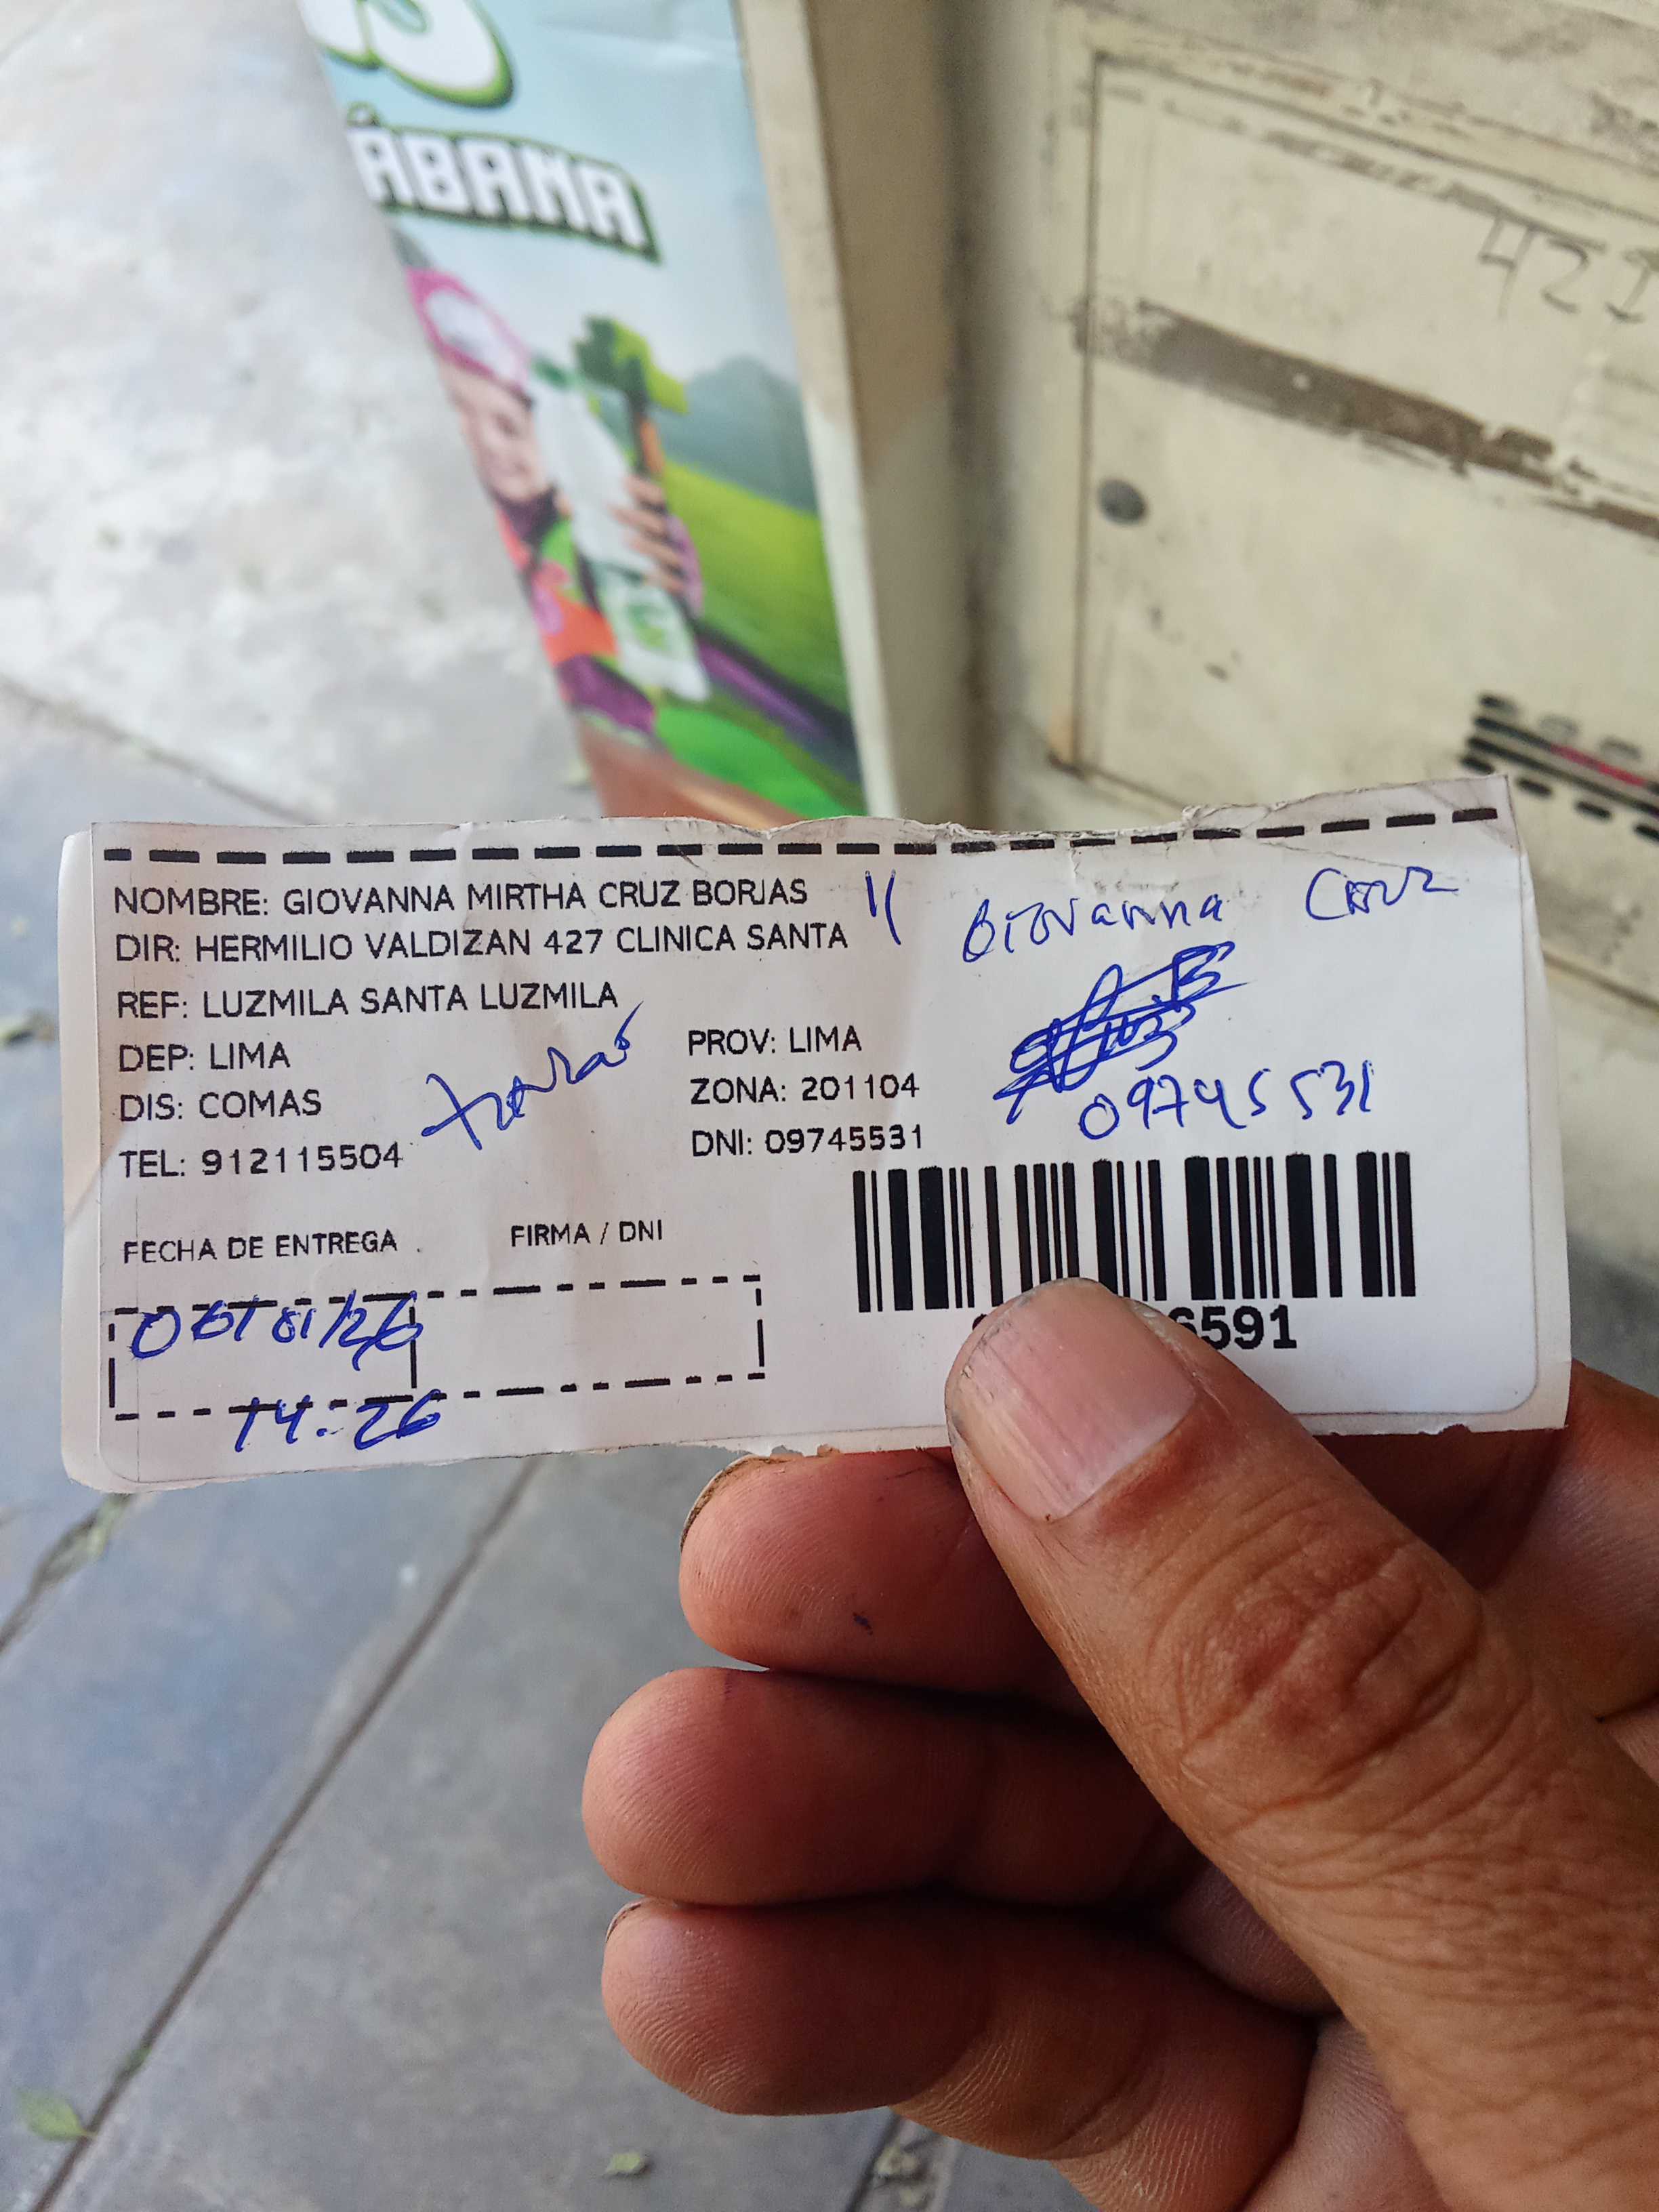 ÁBANA
NOMBRE: GIOVANNA MIRTHA CRUZ BORJAS
DIR: HERMILIO VALDIZAN 427 CLINICA SANTA
REF: LUZMILA SANTA LUZMILA
DEP: LIMA
PROV: LIMA
DIS: COMAS
ZONA: 201104
TEL: 912115504
DNI: 09745531
Giovanna Cruz
09745531
FECHA DE ENTREGA
FIRMA / DNI
14:26
6591